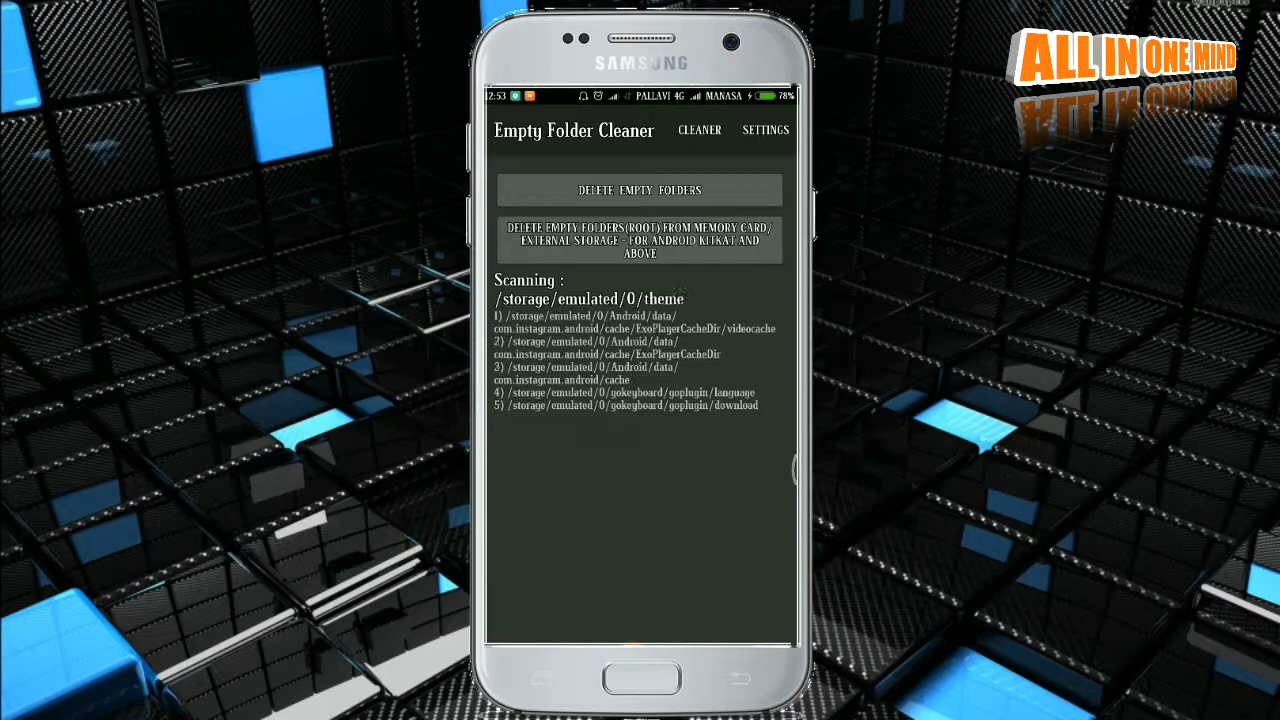 ALL IN ONE MIND
SAMSUNG
12:53 PALLAVI 4G MANASA 78%
Empty Folder Cleaner CLEANER SETTINGS
DELETE EMPTY FOLDERS
DELETE EMPTY FOLDERS(ROOT) FROM MEMORY CARD/
EXTERNAL STORAGE - FOR ANDROID KITKAT AND
ABOVE
Scanning :
/storage/emulated/0/theme
1) /storage/emulated/0/Android/data/
com.instagram.android/cache/ExoPlayerCacheDir/videocache
2) /storage/emulated/0/Android/data/
com.instagram.android/cache/ExoPlayerCacheDir
3) /storage/emulated/0/Android/data/
com.instagram.android/cache
4) /storage/emulated/0/gokeyboard/goplugin/language
5) /storage/emulated/0/gokeyboard/goplugin/download